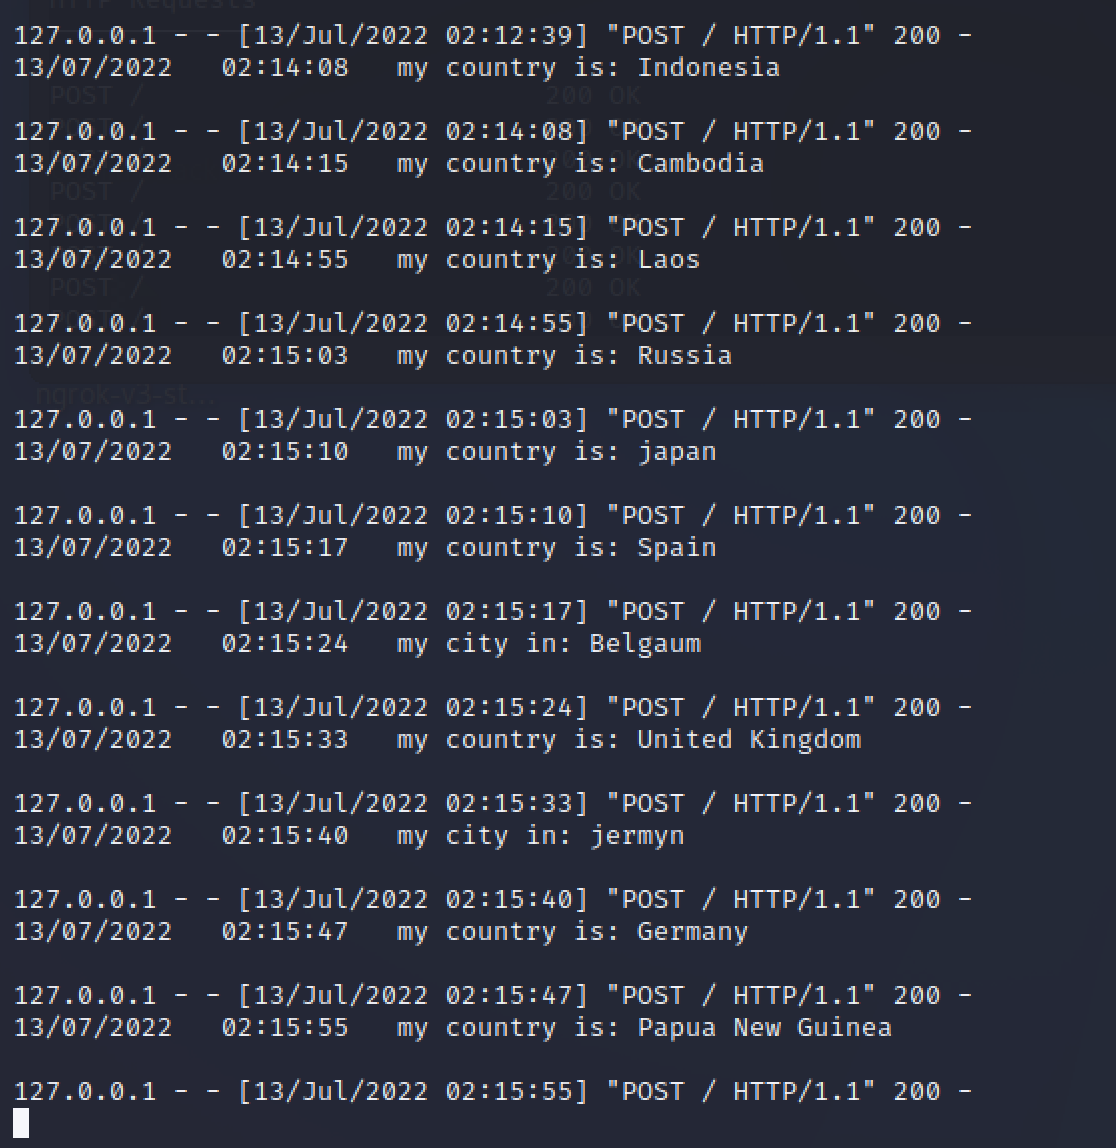 HTTP Requests
127.0.0.1 - - [13/Jul/2022 02:12:39] "POST / HTTP/1.1" 200 -
13/07/2022   02:14:08   my country is: Indonesia
POST /                         200 OK
127.0.0.1 - - [13/Jul/2022 02:14:08] "POST / HTTP/1.1" 200 -
13/07/2022   02:14:15   my country is: Cambodia
POST /                         200 OK
127.0.0.1 - - [13/Jul/2022 02:14:15] "POST / HTTP/1.1" 200 -
13/07/2022   02:14:55   my country is: Laos
POST /                         200 OK
127.0.0.1 - - [13/Jul/2022 02:14:55] "POST / HTTP/1.1" 200 -
13/07/2022   02:15:03   my country is: Russia
ngrok-v3-st...
127.0.0.1 - - [13/Jul/2022 02:15:03] "POST / HTTP/1.1" 200 -
13/07/2022   02:15:10   my country is: japan
127.0.0.1 - - [13/Jul/2022 02:15:10] "POST / HTTP/1.1" 200 -
13/07/2022   02:15:17   my country is: Spain
127.0.0.1 - - [13/Jul/2022 02:15:17] "POST / HTTP/1.1" 200 -
13/07/2022   02:15:24   my city in: Belgaum
127.0.0.1 - - [13/Jul/2022 02:15:24] "POST / HTTP/1.1" 200 -
13/07/2022   02:15:33   my country is: United Kingdom
127.0.0.1 - - [13/Jul/2022 02:15:33] "POST / HTTP/1.1" 200 -
13/07/2022   02:15:40   my city in: jermyn
127.0.0.1 - - [13/Jul/2022 02:15:40] "POST / HTTP/1.1" 200 -
13/07/2022   02:15:47   my country is: Germany
127.0.0.1 - - [13/Jul/2022 02:15:47] "POST / HTTP/1.1" 200 -
13/07/2022   02:15:55   my country is: Papua New Guinea
127.0.0.1 - - [13/Jul/2022 02:15:55] "POST / HTTP/1.1" 200 -